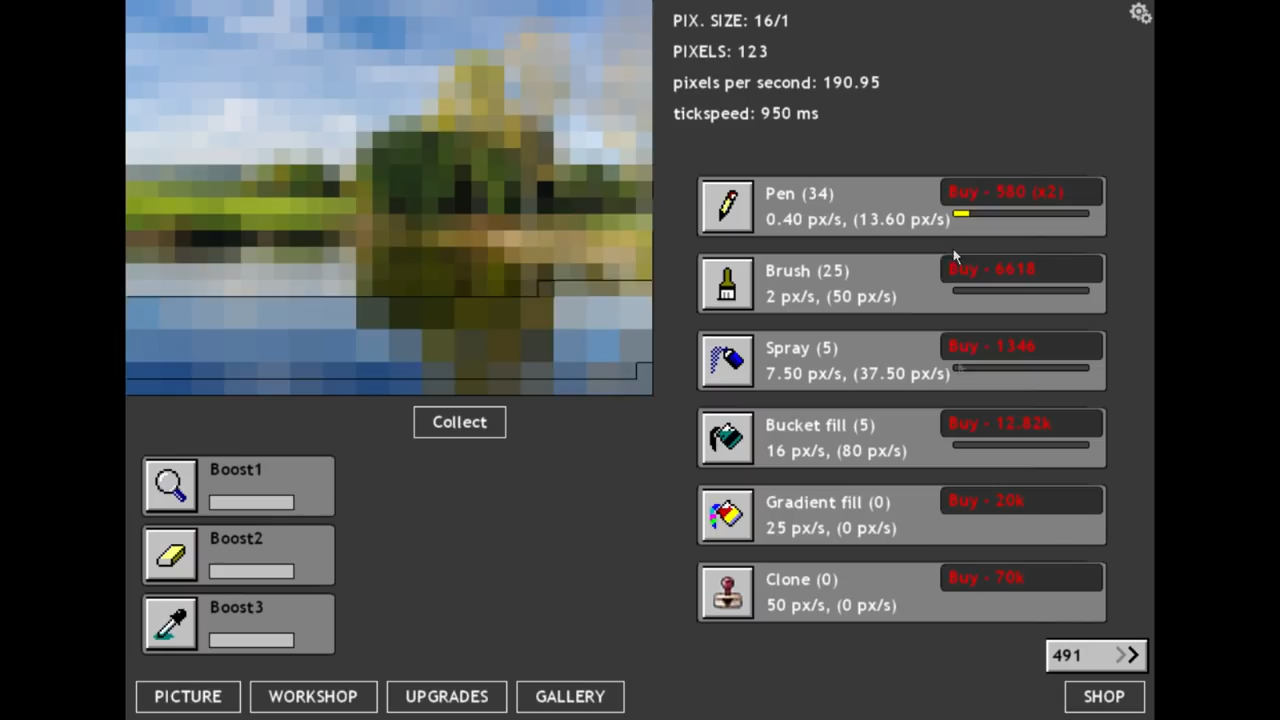 PIX. SIZE: 16/1
PIXELS: 123
pixels per second: 190.95
tickspeed: 950 ms
Pen (34)
Buy - 580 (x2)
0.40 px/s, (13.60 px/s)
Brush (25)
Buy - 6618
2 px/s, (50 px/s)
Spray (5)
Buy - 1346
7.50 px/s, (37.50 px/s)
Collect
Bucket fill (5)
Buy - 12.82k
16 px/s, (80 px/s)
Boost1
Gradient fill (0)
Buy - 20k
25 px/s, (0 px/s)
Boost2
Clone (0)
Buy - 70k
50 px/s, (0 px/s)
Boost3
491
PICTURE
WORKSHOP
UPGRADES
GALLERY
SHOP